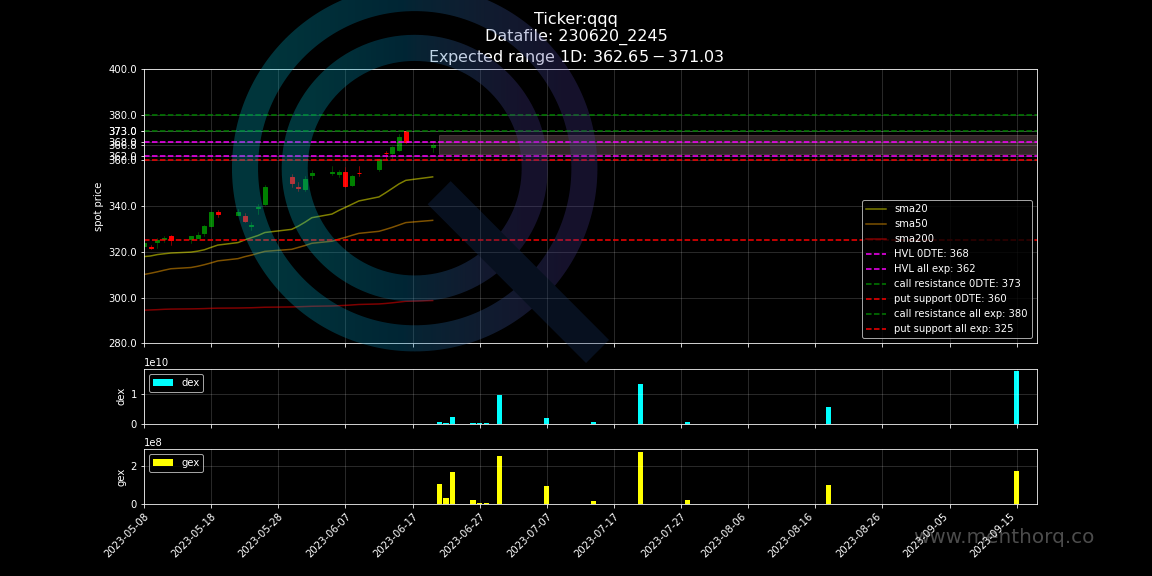 Ticker:qqq
Datafile: 230620_2245
Expected range 1D: 362.65 − 371.03
400.0
380.0
373.0
362.0
360.0
340.0
320.0
300.0
280.0
spot price
sma20
sma50
sma200
HVL 0DTE: 368
HVL all exp: 362
call resistance 0DTE: 373
put support 0DTE: 360
call resistance all exp: 380
put support all exp: 325
1e10
dex
1
0
dex
1e8
gex
2
0
gex
2023-05-08
2023-05-18
2023-05-28
2023-06-07
2023-06-17
2023-06-27
2023-07-07
2023-07-17
2023-07-27
2023-08-06
2023-08-16
2023-08-26
2023-09-05
2023-09-15
www.menthorq.co